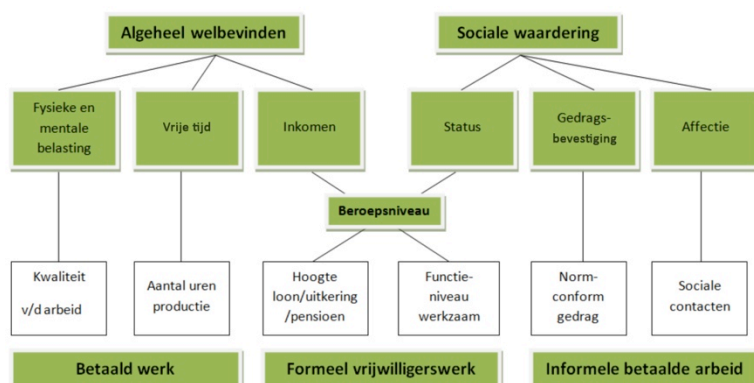 Algeheel welbevinden
Sociale waardering
Fysieke en
mentale
belasting
Vrije tijd
Inkomen
Status
Gedrags-
bevestiging
Affectie
Beroepsniveau
Kwaliteit
v/d arbeid
Aantal uren
productie
Hoogte
loon/uitkering
/pensioen
Functie-
niveau
werkzaam
Norm-
conform
gedrag
Sociale
contacten
Betaald werk
Formeel vrijwilligerswerk
Informele betaalde arbeid